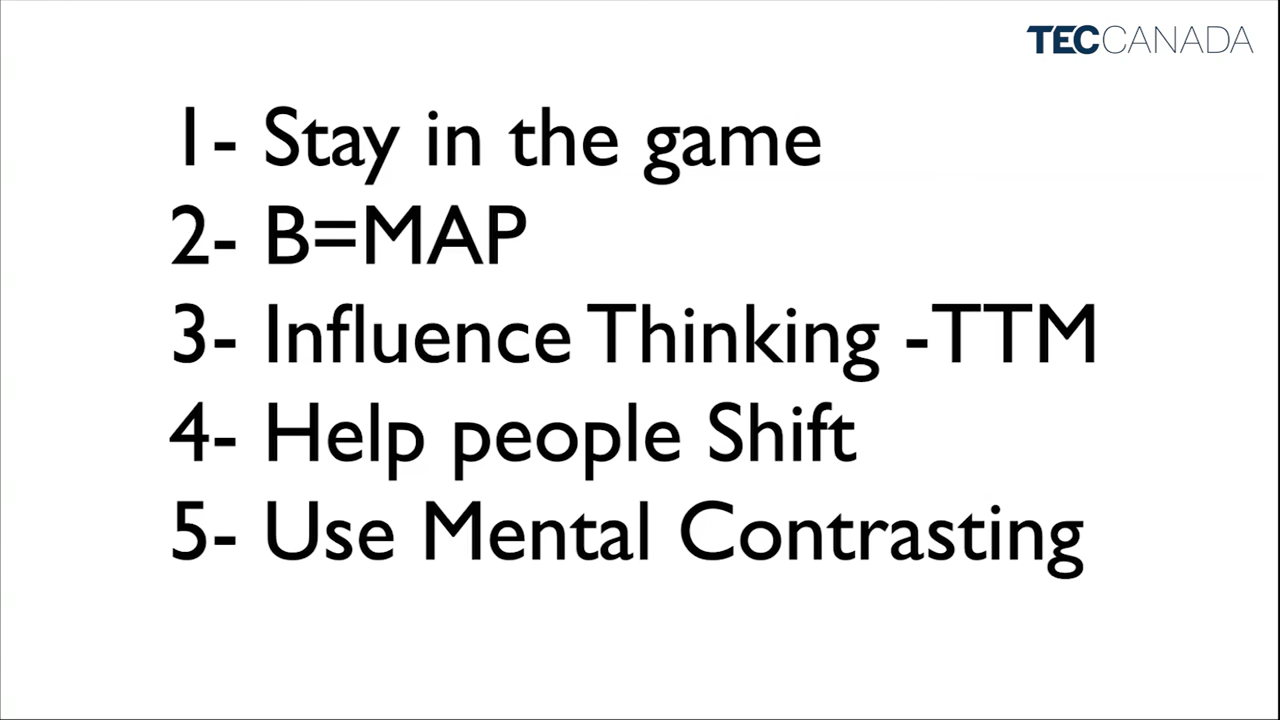 TECCANADA
1- Stay in the game
2- B=MAP
3- Influence Thinking -TTM
4- Help people Shift
5- Use Mental Contrasting